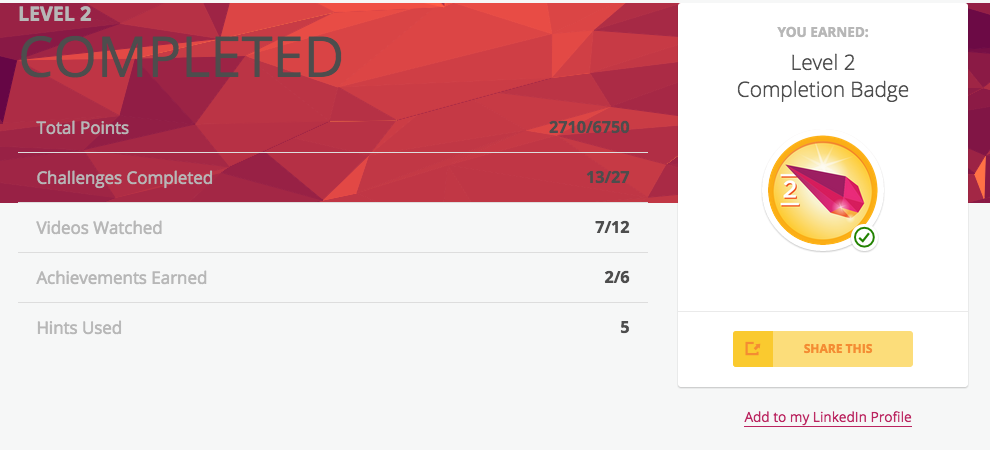 LEVEL 2
COMPLETED
Total Points 2710/6750
Challenges Completed 13/27
Videos Watched 7/12
Achievements Earned 2/6
Hints Used 5
YOU EARNED:
Level 2
Completion Badge
2
SHARE THIS
Add to my LinkedIn Profile